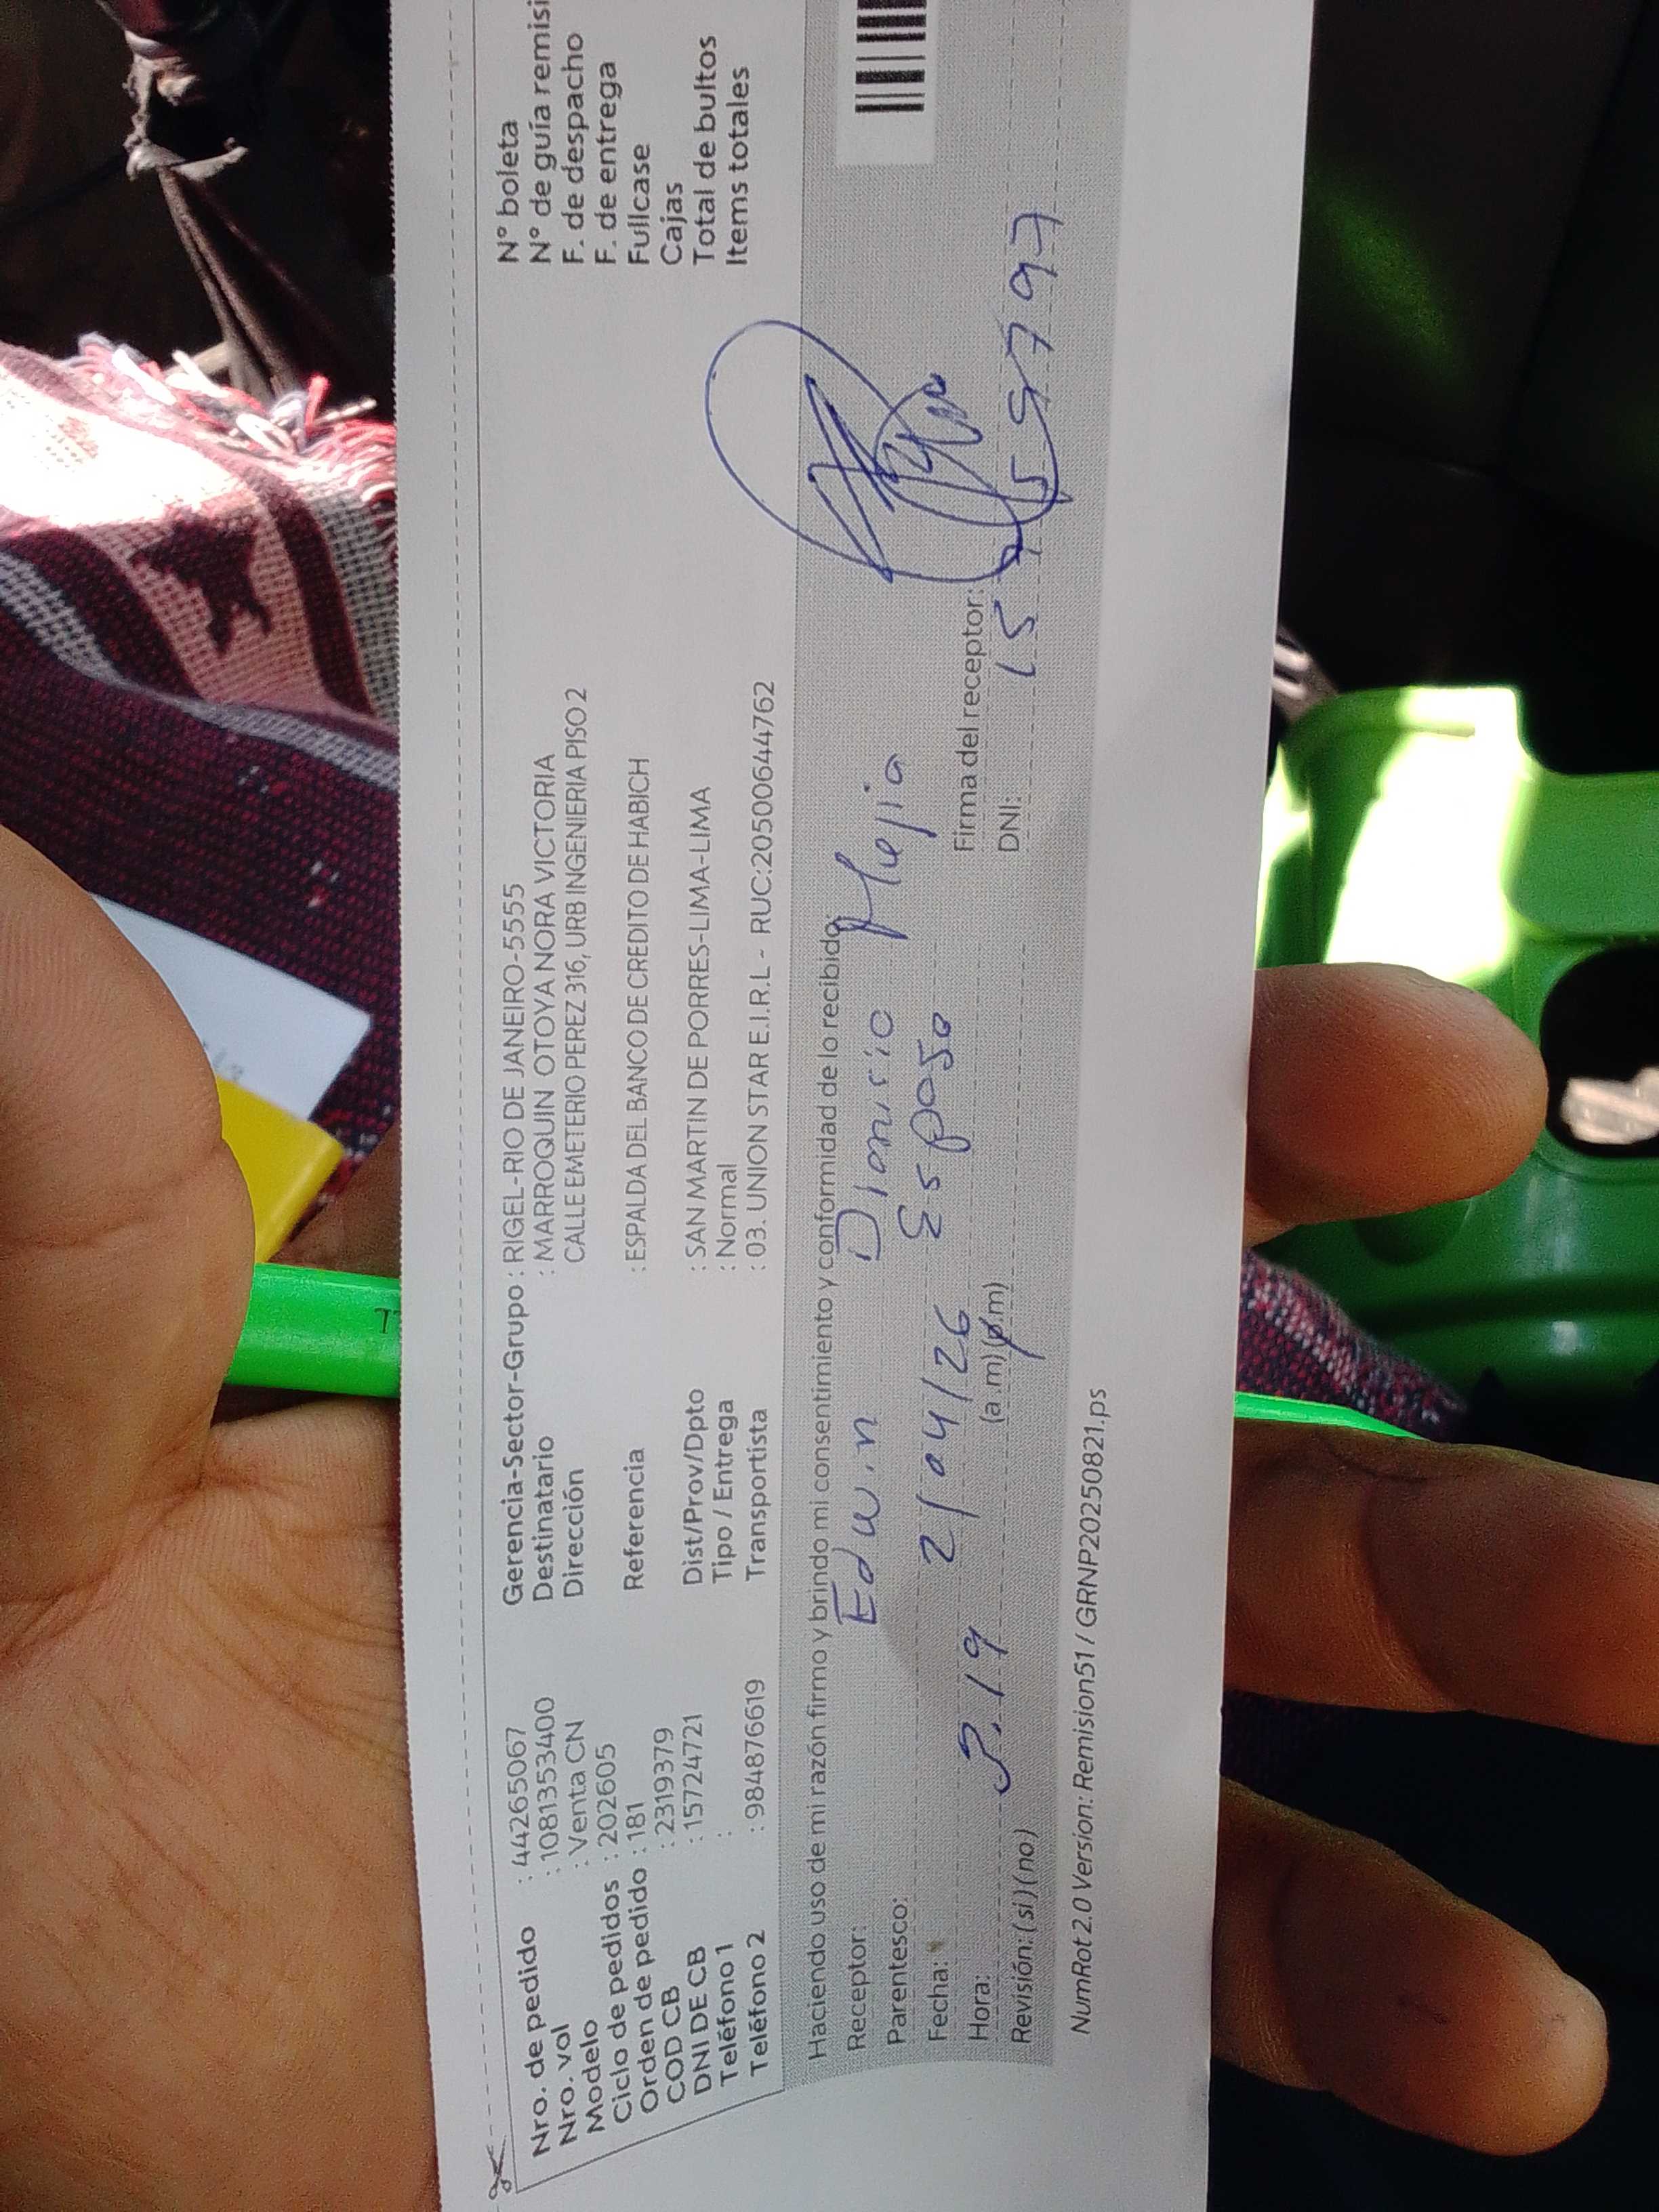 Nro. de pedido : 44265067
Nro. vol : 108135340​0
Modelo : Venta CN
Ciclo de pedidos : 202605
Orden de pedido : 181
COD CB : 2319379
DNI DE CB : 15724721
Teléfono 1 :
Teléfono 2 : 984876619
Gerencia-Sector-Grupo : RIGEL-RIO DE JANEIRO-5555
Destinatario : MARROQUIN OTOYA NORA VICTORIA
Dirección CALLE EMETERIO PEREZ 316, URB INGENIERIA PISO 2
Referencia : ESPALDA DEL BANCO DE CREDITO DE HABICH
Dist/Prov/Dpto : SAN MARTIN DE PORRES-LIMA-LIMA
Tipo / Entrega : Normal
Transportista : 03. UNION STAR E.I.R.L - RUC:20500644762
N° boleta
N° de guía remisi
F. de despacho
F. de entrega
Fullcase
Cajas
Total de bultos
Items totales
Haciendo uso de mi razón firmo y brindo mi consentimiento y conformidad de lo recibido
Receptor: Edwin Dionicio Mejia
Parentesco: Esposo
Fecha: 21/04/26
Hora: 3.19 (a.m) (p.m)
Revisión: (si) (no)
Firma del receptor:
DNI:
NumRot 2.0 Version: Remision51 / GRNP20250821.ps